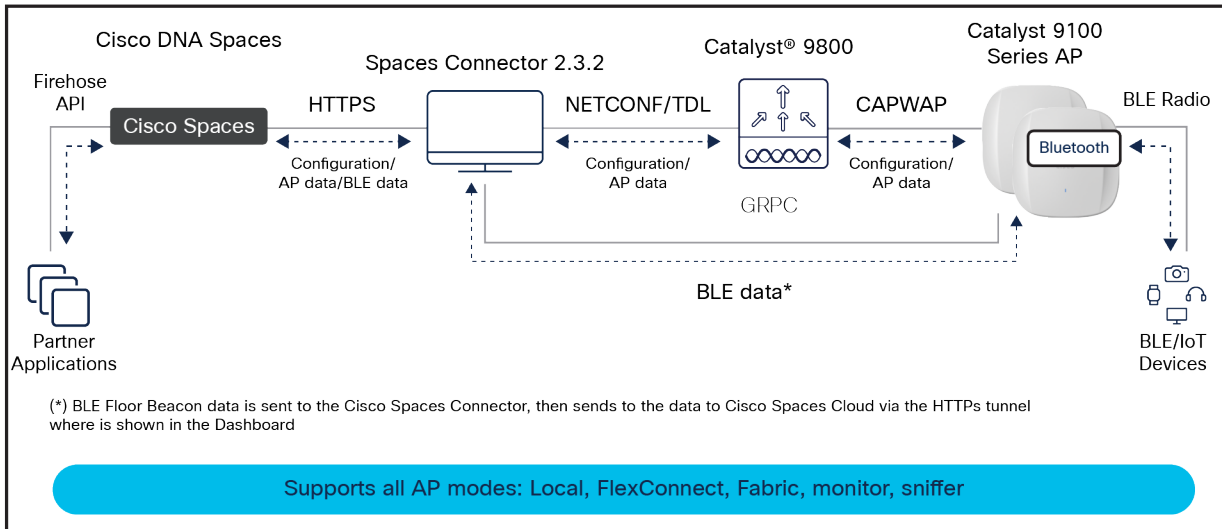 Cisco DNA Spaces
Firehose
API
Cisco Spaces
HTTPS
Configuration/
AP data/BLE data
Spaces Connector 2.3.2
NETCONF/TDL
Configuration/
AP data
Catalyst® 9800
CAPWAP
Configuration/
AP data
Catalyst 9100
Series AP
Bluetooth
BLE Radio
GRPC
BLE data*
Partner
Applications
BLE/IoT
Devices
(*) BLE Floor Beacon data is sent to the Cisco Spaces Connector, then sends to the data to Cisco Spaces Cloud via the HTTPs tunnel
where is shown in the Dashboard
Supports all AP modes: Local, FlexConnect, Fabric, monitor, sniffer